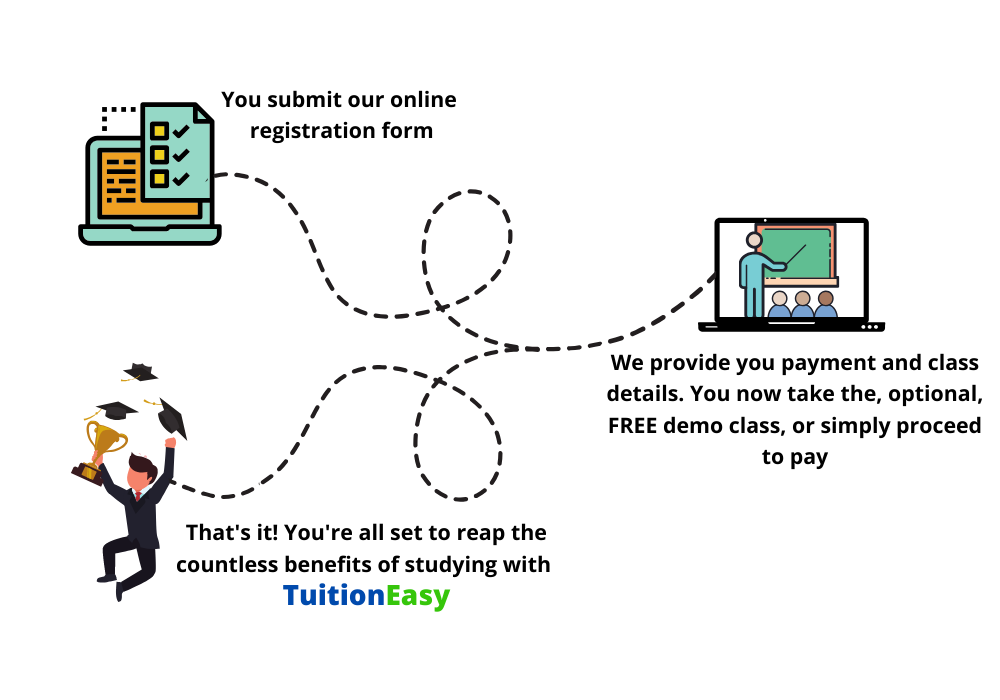 You submit our online
registration form
We provide you payment and class
details. You now take the, optional,
FREE demo class, or simply proceed
to pay
That's it! You're all set to reap the
countless benefits of studying with
TuitionEasy